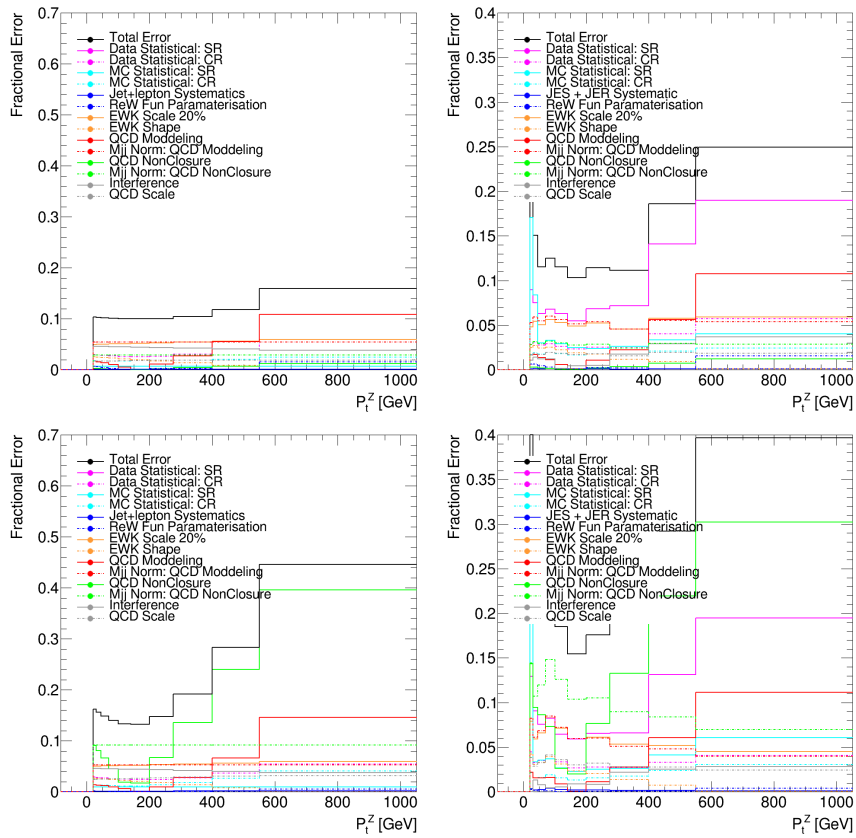 Fractional Error
0.7
0.6
0.5
0.4
0.3
0.2
0.1
0
Total Error
Data Statistical: SR
Data Statistical: CR
MC Statistical: SR
MC Statistical: CR
Jet+lepton Systematics
ReW Fun Paramaterisation
EWK Scale 20%
EWK Shape
QCD Moddeling
Mjj Norm: QCD Moddeling
QCD NonClosure
Mjj Norm: QCD NonClosure
Interference
QCD Scale
0 200 400 600 800 1000
P_t^Z [GeV]
Fractional Error
0.4
0.35
0.3
0.25
0.2
0.15
0.1
0.05
0
Total Error
Data Statistical: SR
Data Statistical: CR
MC Statistical: SR
MC Statistical: CR
JES + JER Systematic
ReW Fun Paramaterisation
EWK Scale 20%
EWK Shape
QCD Moddeling
Mjj Norm: QCD Moddeling
QCD NonClosure
Mjj Norm: QCD NonClosure
Interference
QCD Scale
0 200 400 600 800 1000
P_t^Z [GeV]
Fractional Error
0.7
0.6
0.5
0.4
0.3
0.2
0.1
0
Total Error
Data Statistical: SR
Data Statistical: CR
MC Statistical: SR
MC Statistical: CR
Jet+lepton Systematics
ReW Fun Paramaterisation
EWK Scale 20%
EWK Shape
QCD Moddeling
Mjj Norm: QCD Moddeling
QCD NonClosure
Mjj Norm: QCD NonClosure
Interference
QCD Scale
0 200 400 600 800 1000
P_t^Z [GeV]
Fractional Error
0.4
0.35
0.3
0.25
0.2
0.15
0.1
0.05
0
Total Error
Data Statistical: SR
Data Statistical: CR
MC Statistical: SR
MC Statistical: CR
JES + JER Systematic
ReW Fun Paramaterisation
EWK Scale 20%
EWK Shape
QCD Moddeling
Mjj Norm: QCD Moddeling
QCD NonClosure
Mjj Norm: QCD NonClosure
Interference
QCD Scale
0 200 400 600 800 1000
P_t^Z [GeV]